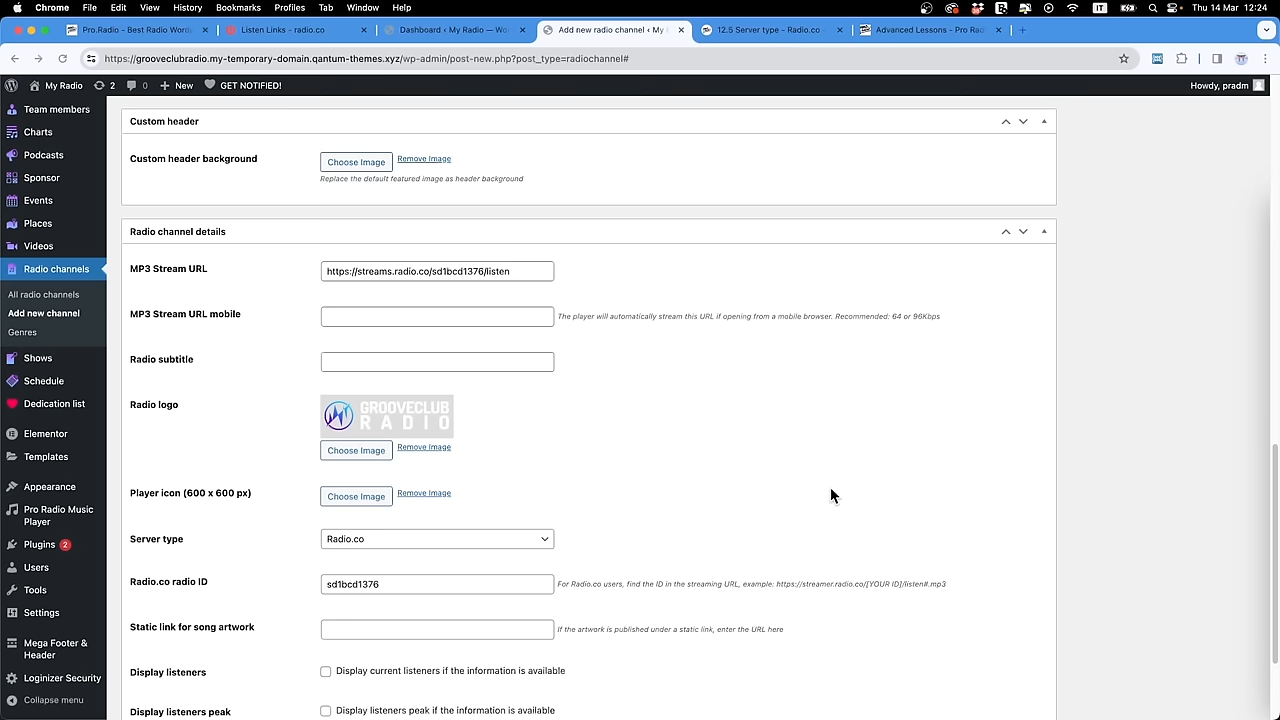 Chrome File Edit View History Bookmarks Profiles Tab Window Help IT Thu 14 Mar 12:24
Pro.Radio - Best Radio Word Listen Links - radio.co Dashboard ‹ My Radio — Wo Add new radio channel ‹ My 12.5 Server type - Radio.co Advanced Lessons - Pro Rad
https://grooveclubradio.my-temporary-domain.qantum-themes.xyz/wp-admin/post-new.php?post_type=radiochannel#
My Radio 2 0 New GET NOTIFIED! Howdy, pradm
Team members
Charts
Podcasts
Sponsor
Events
Places
Videos
Radio channels
All radio channels
Add new channel
Genres
Shows
Schedule
Dedication list
Elementor
Templates
Appearance
Pro Radio Music
Player
Plugins 2
Users
Tools
Settings
Mega Footer &
Header
Loginizer Security
Collapse menu
Custom header
Custom header background Choose Image Remove Image
Replace the default featured image as header background
Radio channel details
MP3 Stream URL https://streams.radio.co/sd1bcd1376/listen
MP3 Stream URL mobile The player will automatically stream this URL if opening from a mobile browser. Recommended: 64 or 96Kbps
Radio subtitle
Radio logo GROOVECLUB
RADIO
Choose Image Remove Image
Player icon (600 x 600 px) Choose Image Remove Image
Server type Radio.co
Radio.co radio ID sd1bcd1376 For Radio.co users, find the ID in the streaming URL, example: https://streamer.radio.co/[YOUR ID]/listen#.mp3
Static link for song artwork If the artwork is published under a static link, enter the URL here
Display listeners Display current listeners if the information is available
Display listeners peak Display listeners peak if the information is available